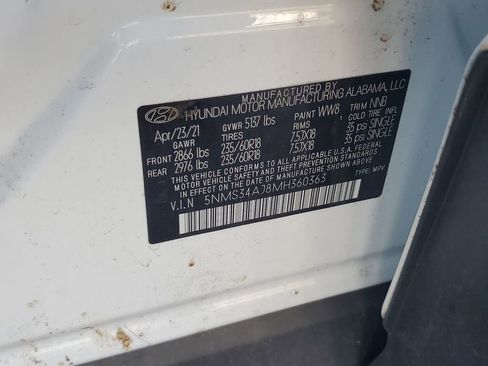 MANUFACTURED BY
HYUNDAI MOTOR MANUFACTURING ALABAMA, LLC
Apr/23/21 GVWR 5137 lbs PAINT WW8 TRIM NNB
GAWR TIRES RIMS COLD TIRE INFL
FRONT 2866 lbs 235/60R18 7.5JX18 35 psi SINGLE
REAR 2976 lbs 235/60R18 7.5JX18 35 psi SINGLE
THIS VEHICLE CONFORMS TO ALL APPLICABLE U.S.A. FEDERAL
MOTOR VEHICLE SAFETY, BUMPER, AND THEFT PREVENTION STANDARDS
IN EFFECT ON THE DATE OF MANUFACTURE SHOWN ABOVE.
V.I.N 5NMS34AJ8MH360363 TYPE: MPV